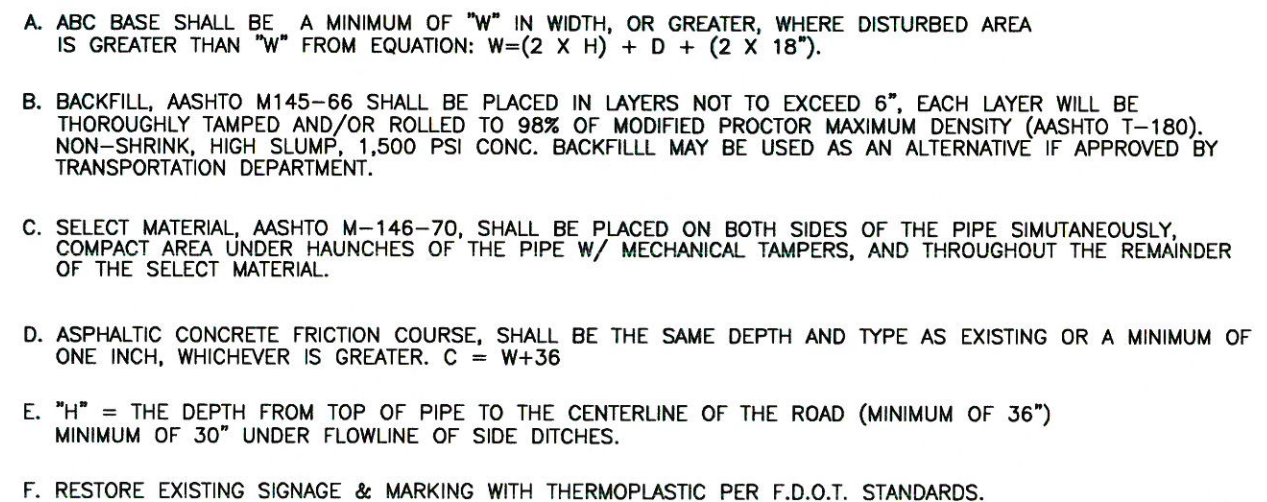 A. ABC BASE SHALL BE A MINIMUM OF "W" IN WIDTH, OR GREATER, WHERE DISTURBED AREA
IS GREATER THAN "W" FROM EQUATION: W=(2 X H) + D + (2 X 18").
B. BACKFILL, AASHTO M145-66 SHALL BE PLACED IN LAYERS NOT TO EXCEED 6", EACH LAYER WILL BE
THOROUGHLY TAMPED AND/OR ROLLED TO 98% OF MODIFIED PROCTOR MAXIMUM DENSITY (AASHTO T-180).
NON-SHRINK, HIGH SLUMP, 1,500 PSI CONC. BACKFILLL MAY BE USED AS AN ALTERNATIVE IF APPROVED BY
TRANSPORTATION DEPARTMENT.
C. SELECT MATERIAL, AASHTO M-146-70, SHALL BE PLACED ON BOTH SIDES OF THE PIPE SIMUTANEOUSLY,
COMPACT AREA UNDER HAUNCHES OF THE PIPE W/ MECHANICAL TAMPERS, AND THROUGHOUT THE REMAINDER
OF THE SELECT MATERIAL.
D. ASPHALTIC CONCRETE FRICTION COURSE, SHALL BE THE SAME DEPTH AND TYPE AS EXISTING OR A MINIMUM OF
ONE INCH, WHICHEVER IS GREATER. C = W+36
E. "H" = THE DEPTH FROM TOP OF PIPE TO THE CENTERLINE OF THE ROAD (MINIMUM OF 36")
MINIMUM OF 30" UNDER FLOWLINE OF SIDE DITCHES.
F. RESTORE EXISTING SIGNAGE & MARKING WITH THERMOPLASTIC PER F.D.O.T. STANDARDS.